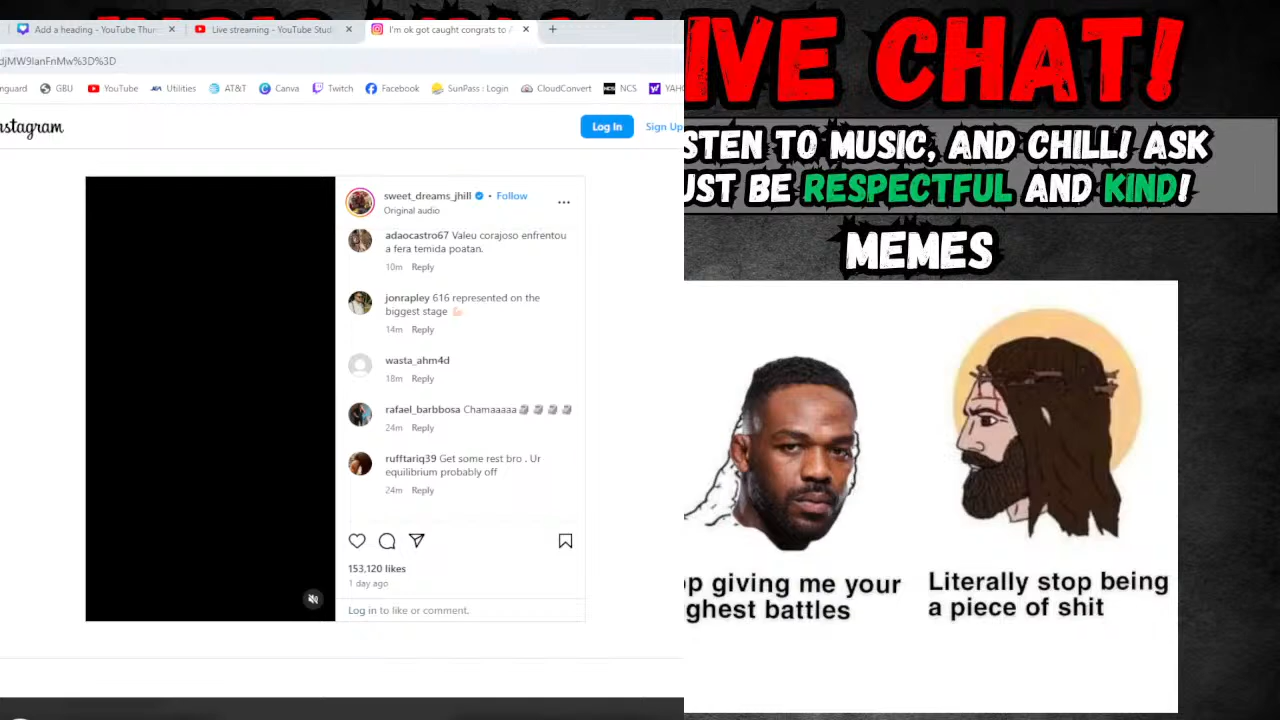 Add a heading - YouTube Thun
Live streaming - YouTube Stud
I'm ok got caught congrats to A
djMW9lanFnMw%3D%3D
nguard
GBU
YouTube
Utilities
AT&T
Canva
Twitch
Facebook
SunPass : Login
CloudConvert
NCS
NCS
YAHO
nstagram
Log In
Sign Up
sweet_dreams_jhill • Follow
Original audio
adaocastro67 Valeu corajoso enfrentou
a fera temida poatan.
10m Reply
jonrapley 616 represented on the
biggest stage 💪🏻
14m Reply
wasta_ahm4d
18m Reply
rafael_barbbosa Chamaaaaa 🗿 🗿 🗿 🗿
24m Reply
rufftariq39 Get some rest bro . Ur
equilibrium probably off
24m Reply
153,120 likes
1 day ago
Log in to like or comment.
IVE CHAT!
STEN TO MUSIC, AND CHILL! ASK
UST BE RESPECTFUL AND KIND!
MEMES
op giving me your
ghest battles
Literally stop being
a piece of shit